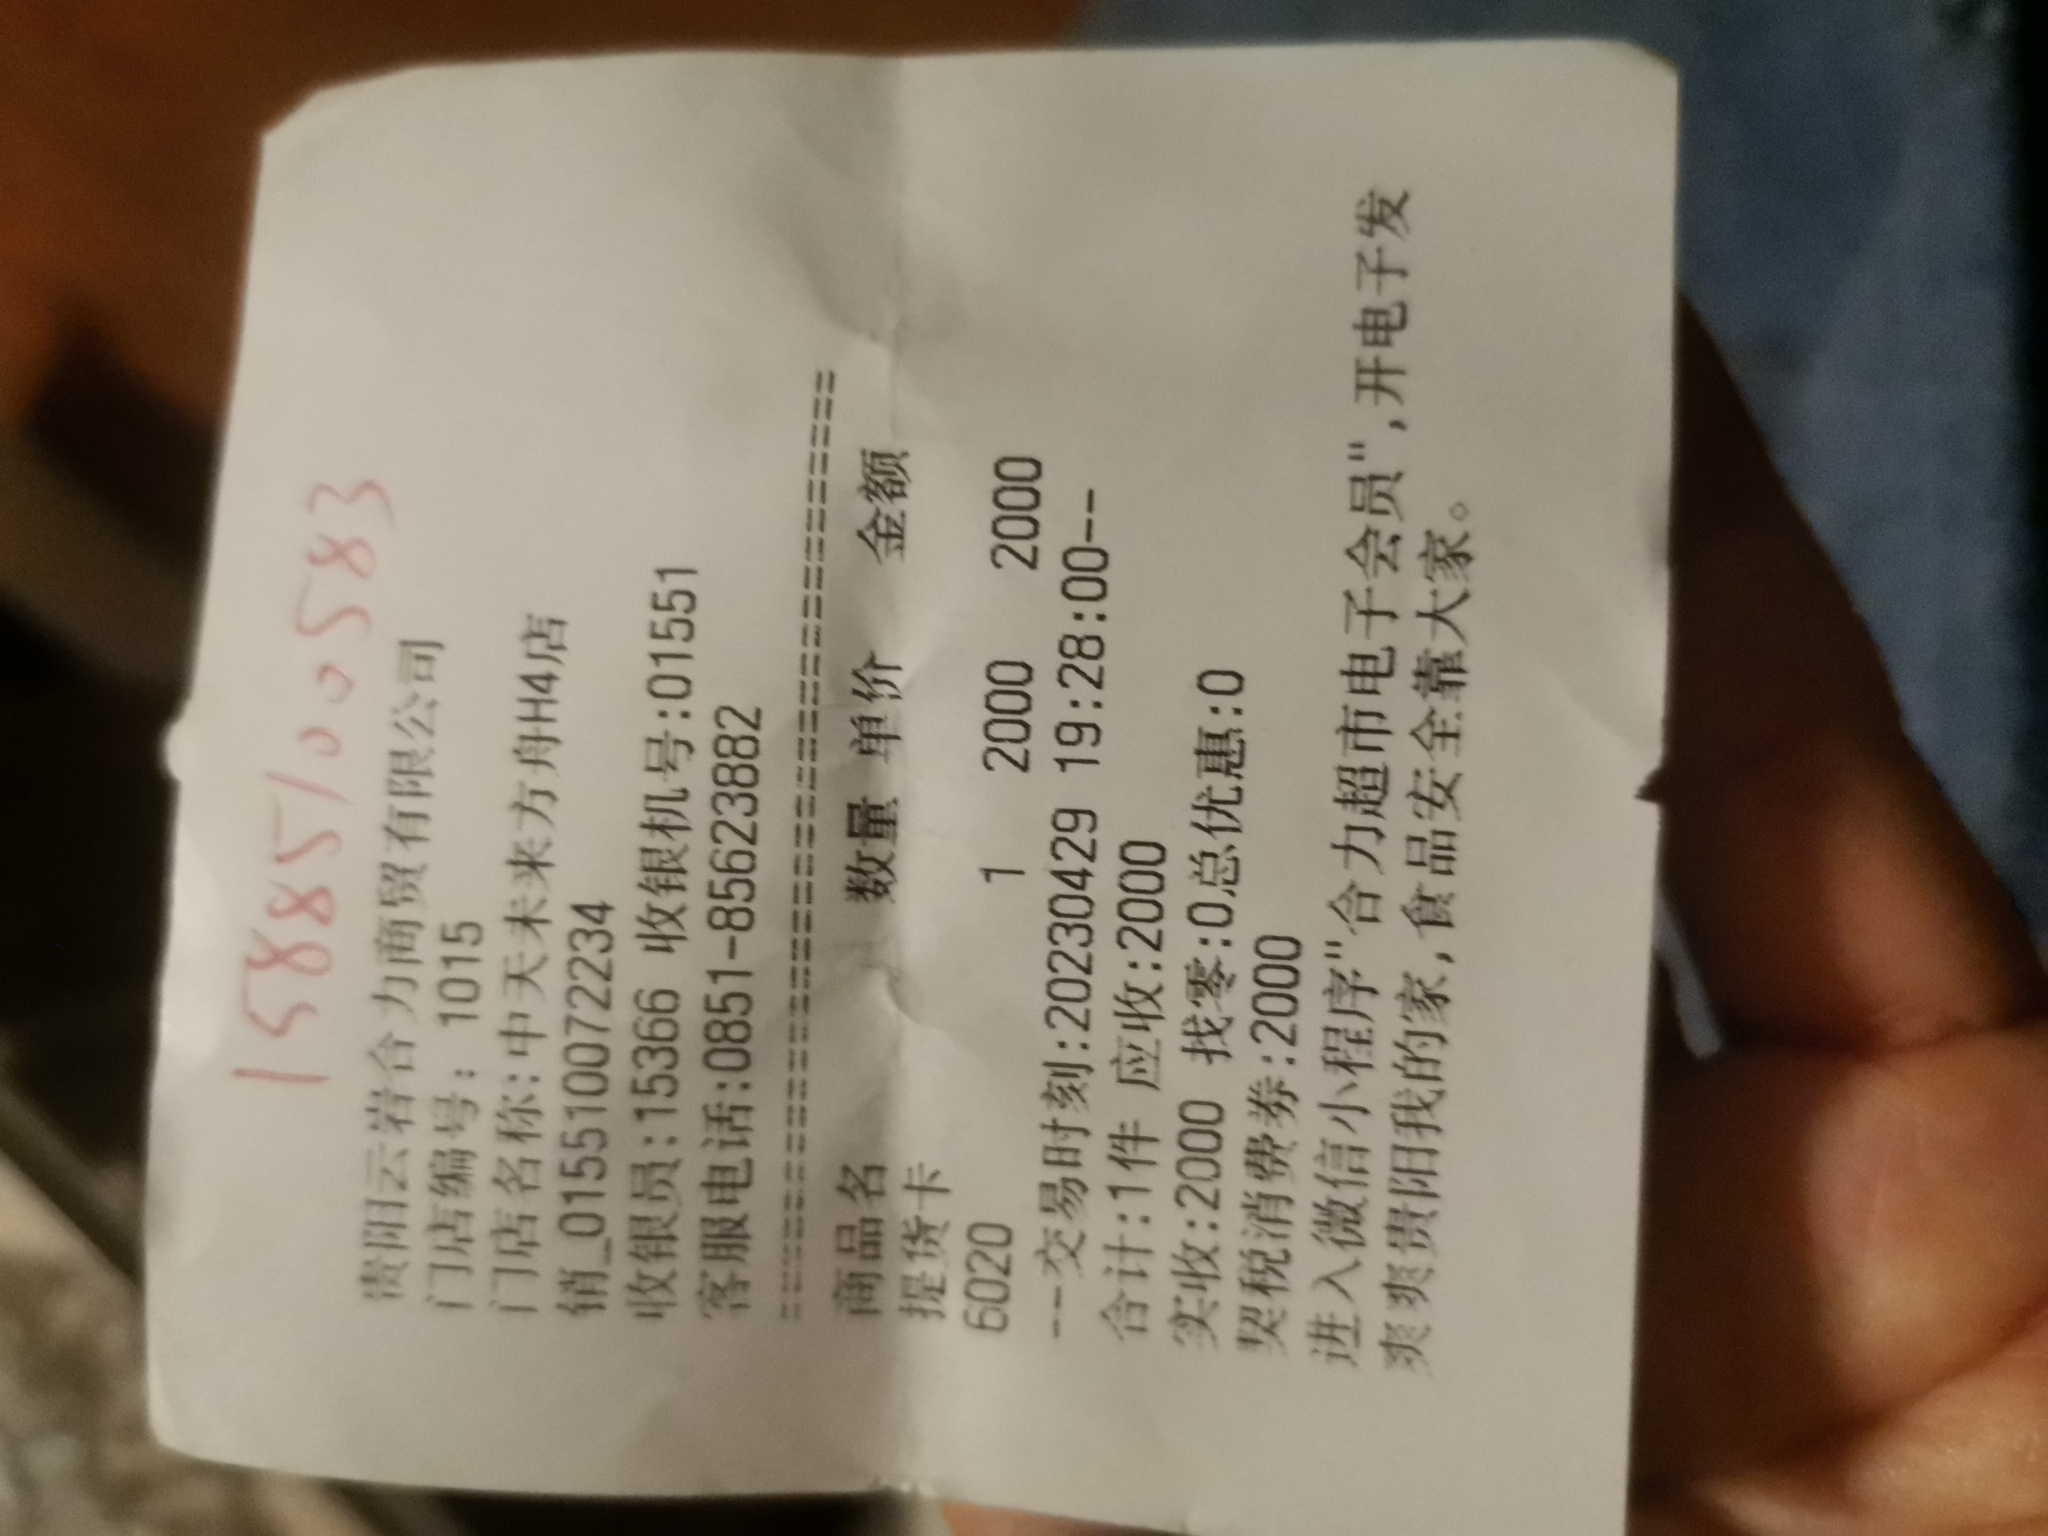 15885100583
贵阳云岩合力商贸有限公司
门店编号: 1015
门店名称:中天未来方舟H4店
销_015510072234
收银员:15366 收银机号:01551
客服电话:0851-85623882
================================
商品名 数量 单价 金额
提货卡
6020 1 2000 2000
---交易时刻:20230429 19:28:00--
合计:1件 应收:2000
实收:2000 找零:0总优惠:0
契税消费券:2000
进入微信小程序"合力超市电子会员",开电子发
爽爽贵阳我的家,食品安全靠大家。